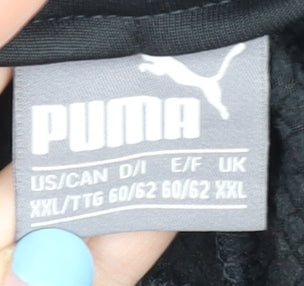 PUMA
US/CAN D/I E/F UK
XXL/TTG 60/62 60/62 XXL